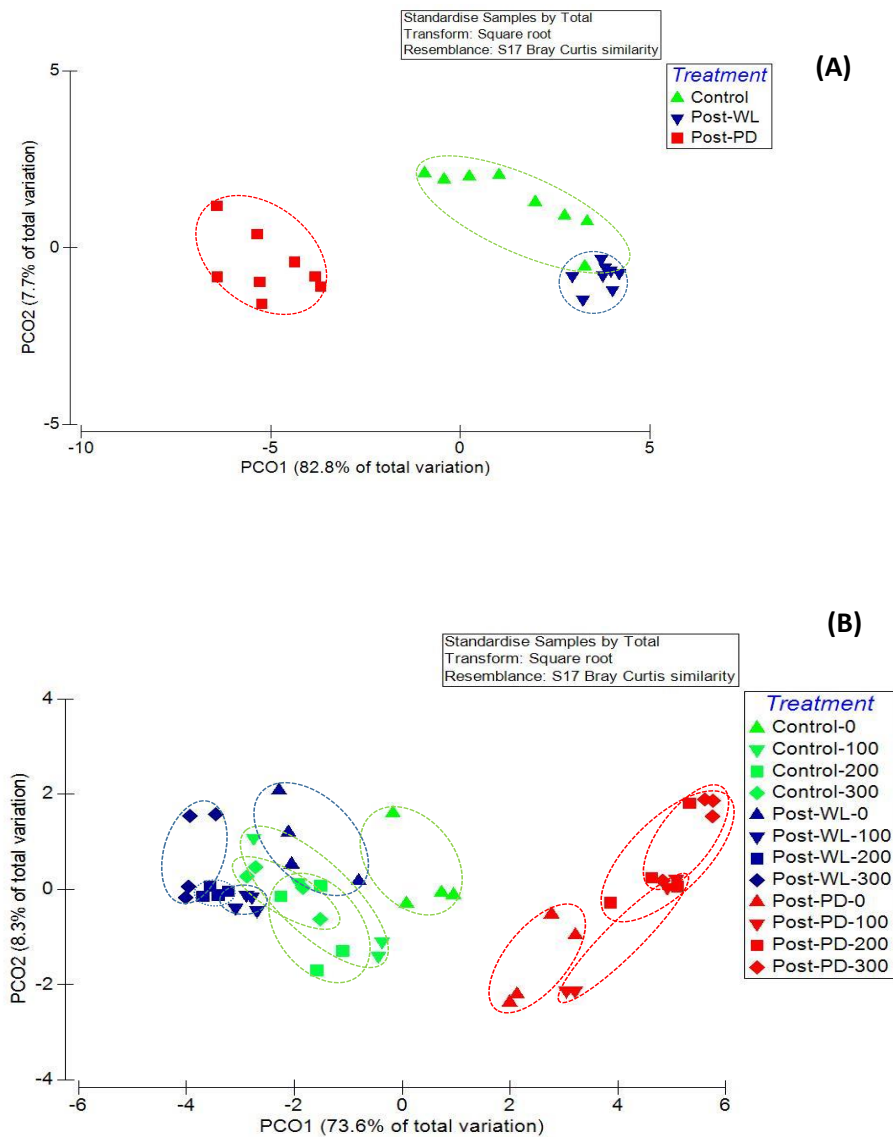 Standardise Samples by Total
Transform: Square root
Resemblance: S17 Bray Curtis similarity
(A)
Treatment
Control
Post-WL
Post-PD
5
0
-5
PCO2 (7.7% of total variation)
-10
-5
0
5
PCO1 (82.8% of total variation)
(B)
Standardise Samples by Total
Transform: Square root
Resemblance: S17 Bray Curtis similarity
Treatment
Control-0
Control-100
Control-200
Control-300
Post-WL-0
Post-WL-100
Post-WL-200
Post-WL-300
Post-PD-0
Post-PD-100
Post-PD-200
Post-PD-300
4
2
0
-2
-4
PCO2 (8.3% of total variation)
-6
-4
-2
0
2
4
6
PCO1 (73.6% of total variation)